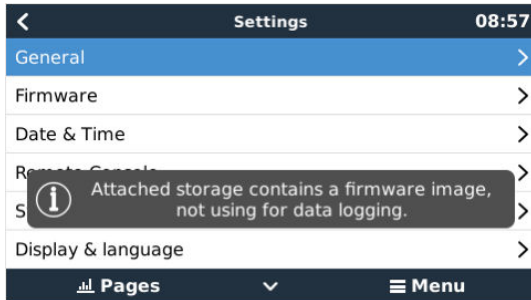 Settings 08:57
General
Firmware
Date & Time
Attached storage contains a firmware image,
not using for data logging.
Display & language
Pages Menu